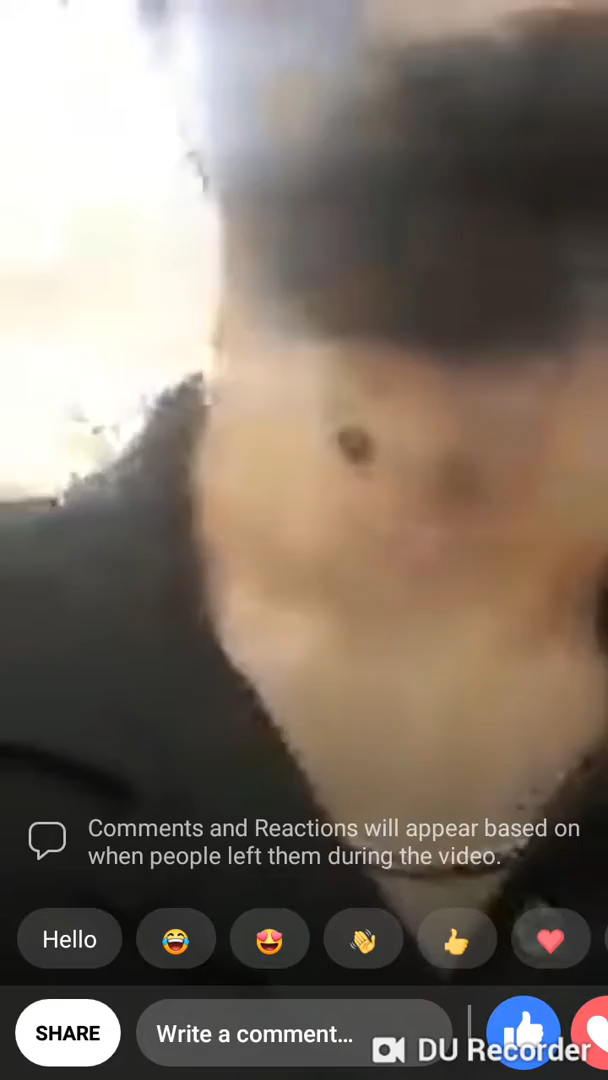 Comments and Reactions will appear based on
when people left them during the video.
Hello
SHARE
Write a comment...
DU Recorder